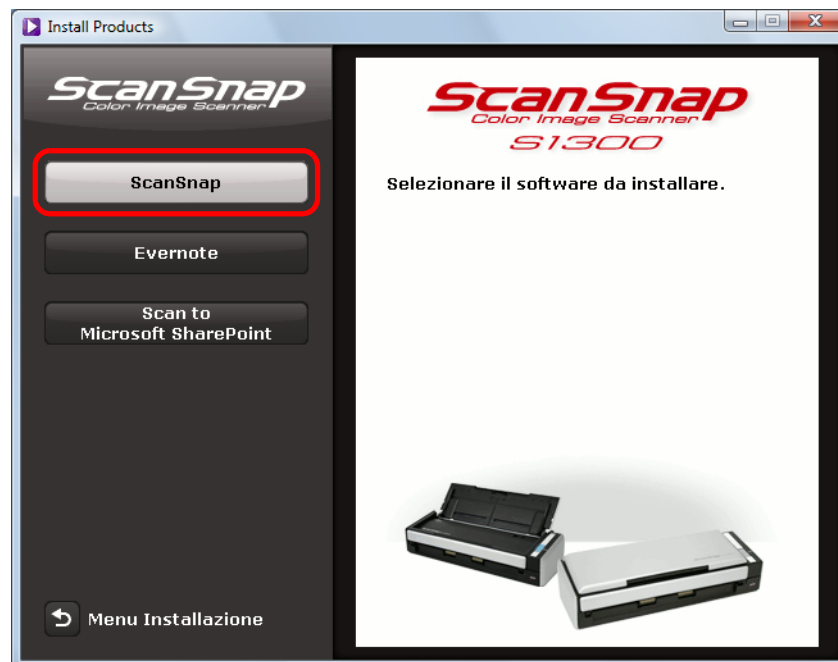 Install Products
ScanSnap
Color Image Scanner
ScanSnap
Evernote
Scan to
Microsoft SharePoint
Menu Installazione
ScanSnap
Color Image Scanner
S1300
Selezionare il software da installare.